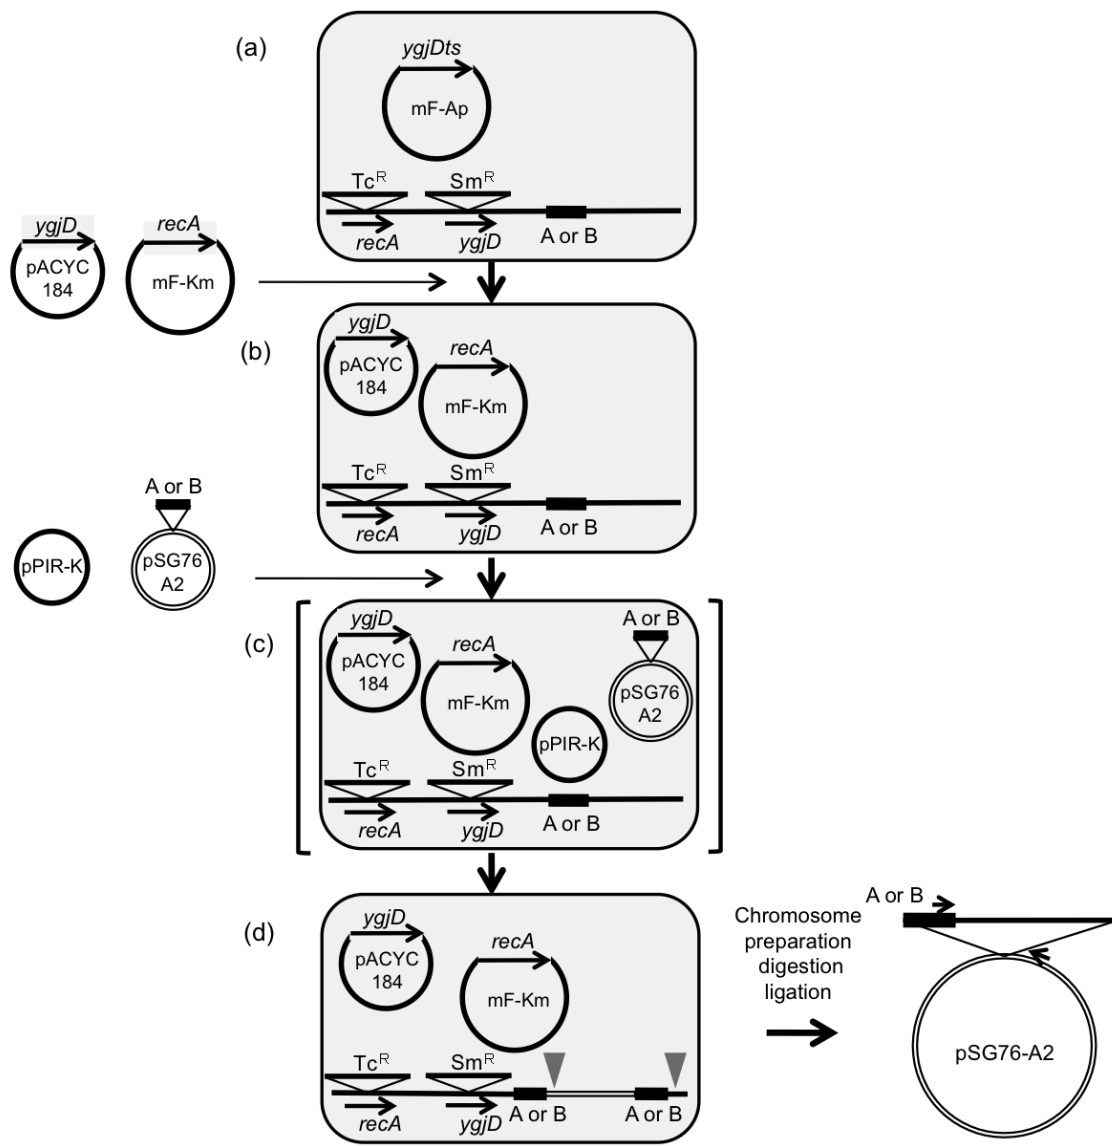 (a)
ygjDts
mF-Ap
Tcᴿ
Smᴿ
recA
ygjD
A or B
ygjD
recA
pACYC
184
mF-Km
(b)
ygjD
recA
pACYC
184
mF-Km
Tcᴿ
Smᴿ
recA
ygjD
A or B
A or B
pPIR-K
pSG76
A2
(c)
ygjD
recA
A or B
pACYC
184
mF-Km
pSG76
A2
pPIR-K
Tcᴿ
Smᴿ
recA
ygjD
A or B
(d)
ygjD
recA
pACYC
184
mF-Km
Tcᴿ
Smᴿ
A or B
A or B
recA
ygjD
Chromosome
preparation
digestion
ligation
A or B
pSG76-A2